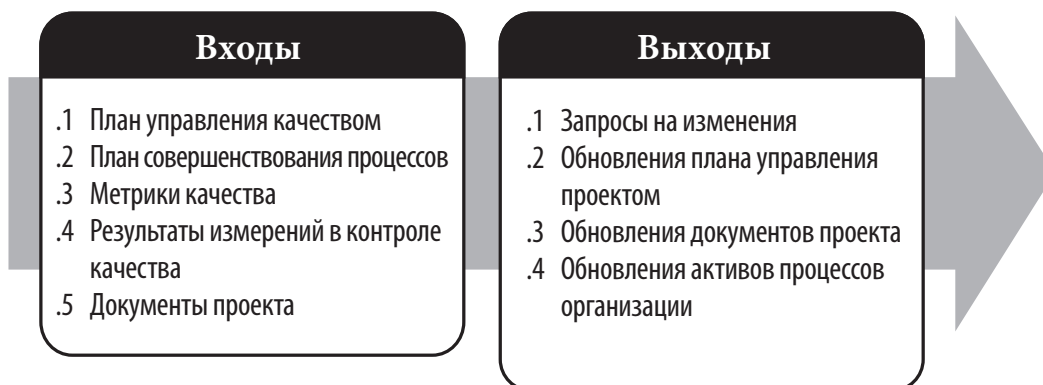 Входы
.1 План управления качеством
.2 План совершенствования процессов
.3 Метрики качества
.4 Результаты измерений в контроле
качества
.5 Документы проекта
Выходы
.1 Запросы на изменения
.2 Обновления плана управления
проектом
.3 Обновления документов проекта
.4 Обновления активов процессов
организации